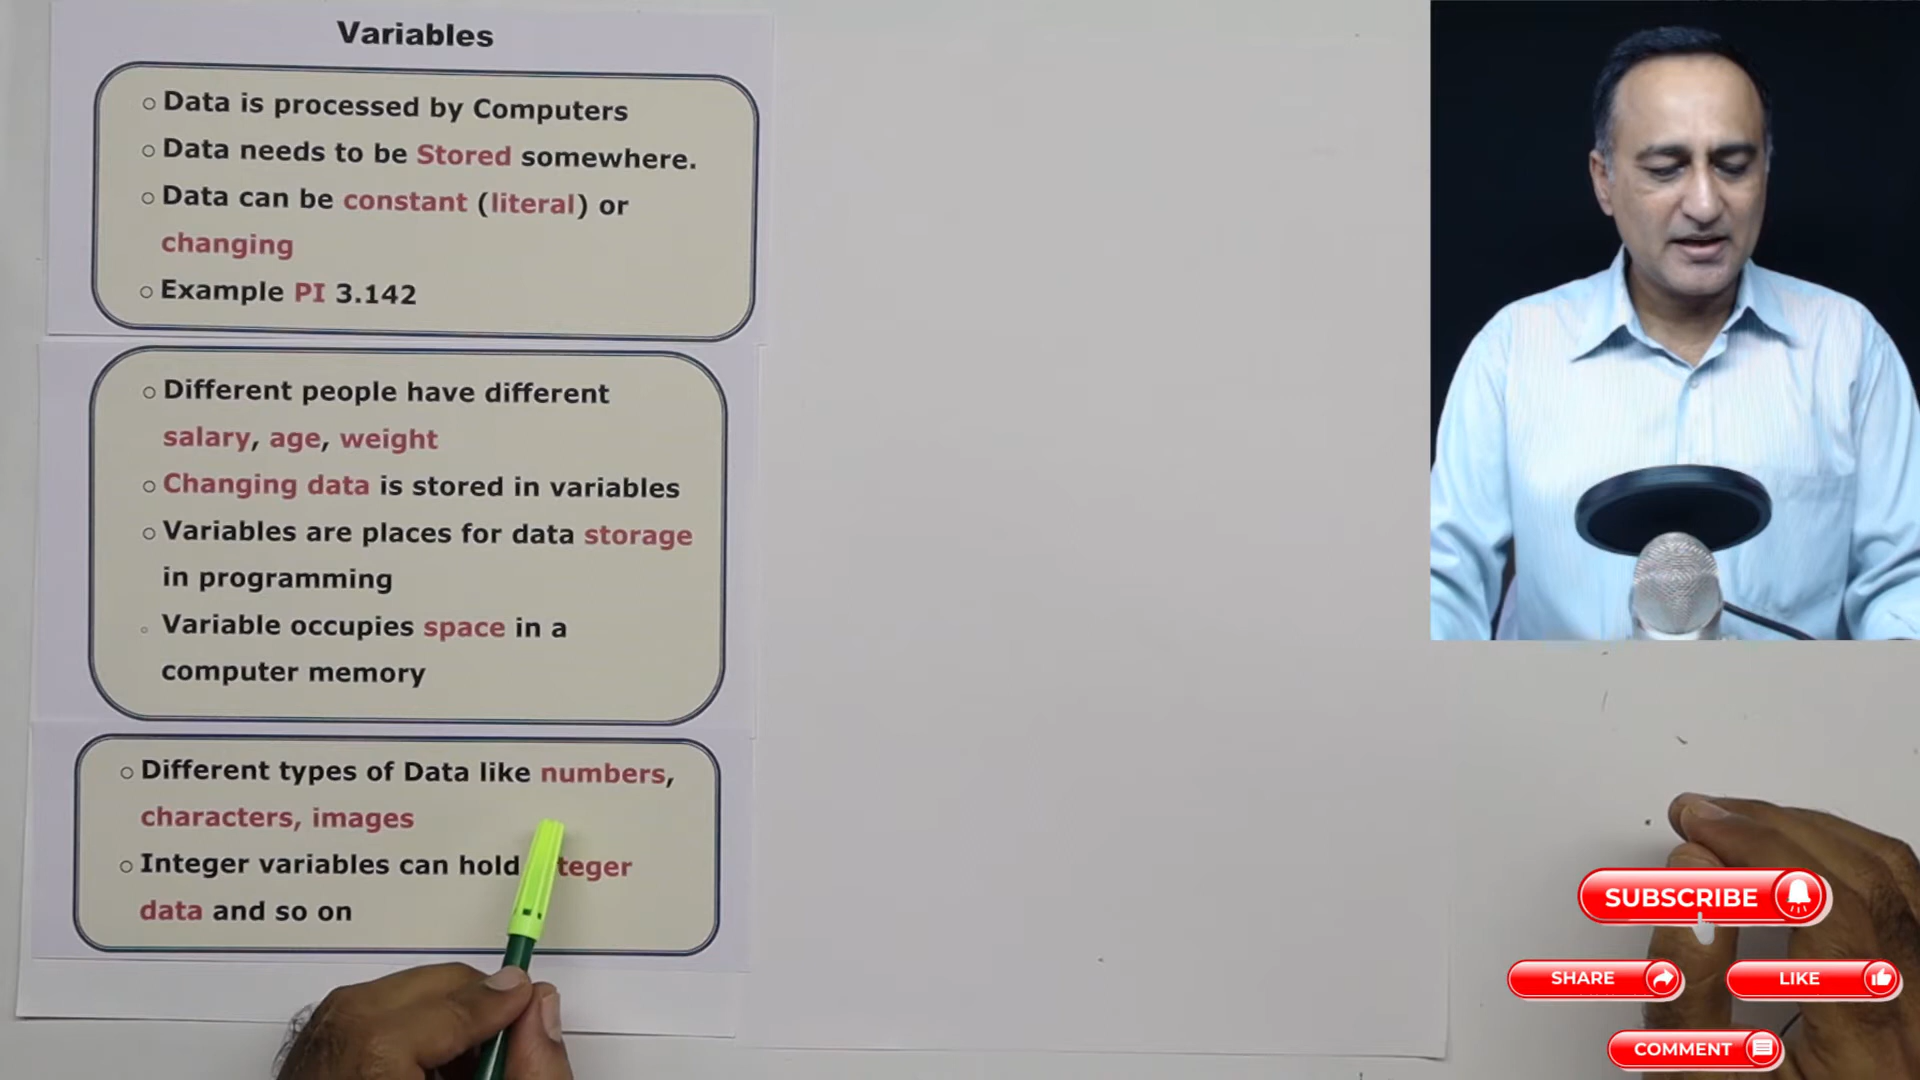 Variables
Data is processed by Computers
Data needs to be Stored somewhere.
Data can be constant (literal) or
changing
Example PI 3.142
Different people have different
salary, age, weight
Changing data is stored in variables
Variables are places for data storage
in programming
Variable occupies space in a
computer memory
Different types of Data like numbers,
characters, images
Integer variables can hold teger
data and so on
SUBSCRIBE
SHARE
LIKE
COMMENT